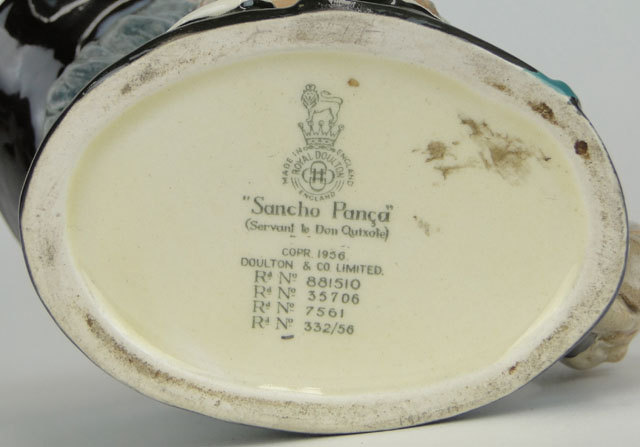 MADE IN ENGLAND
ROYAL DOULTON
ENGLAND
"Sancho Pança"
(Servant to Don Quixote)
COPR. 1956
DOULTON & CO LIMITED.
Rᵈ Nº 881510
Rᵈ Nº 35706
Rᵈ Nº 7561
Rᵈ Nº 332/56